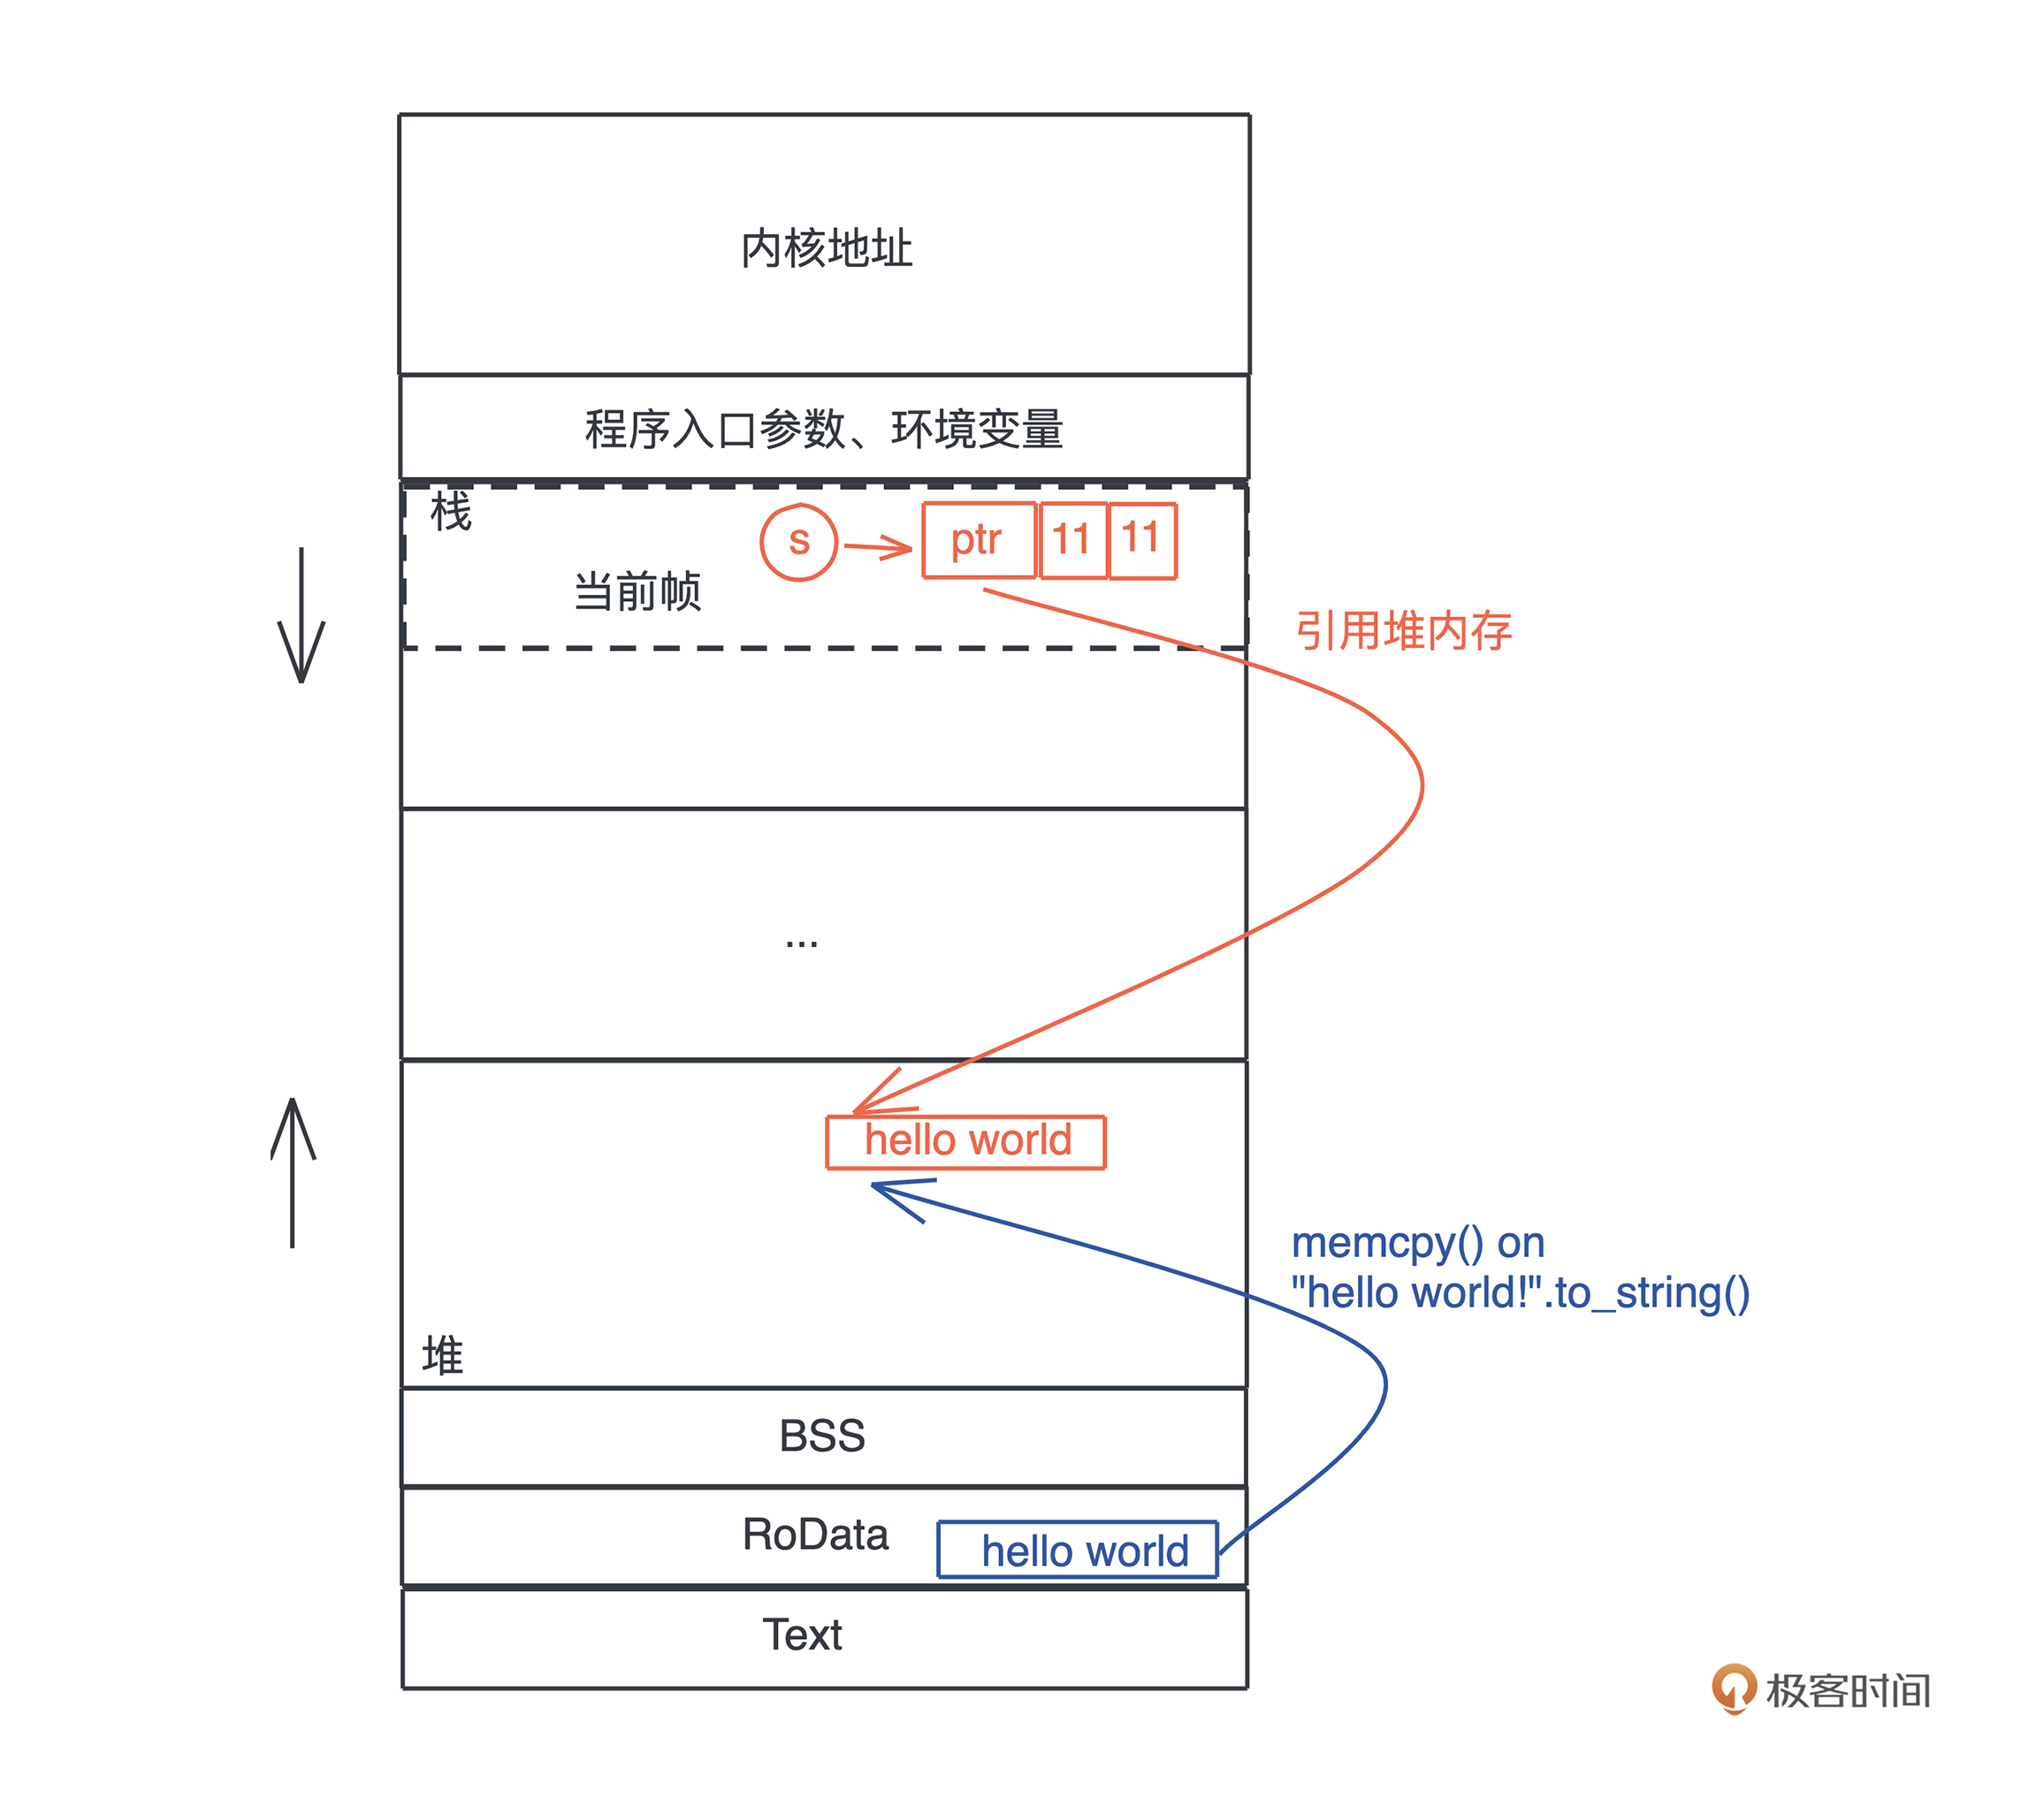 内核地址
程序入口参数、环境变量
栈
s
ptr
11
11
当前帧
引用堆内存
...
hello world
memcpy() on
"hello world!".to_string()
堆
BSS
RoData
hello world
Text
极客时间